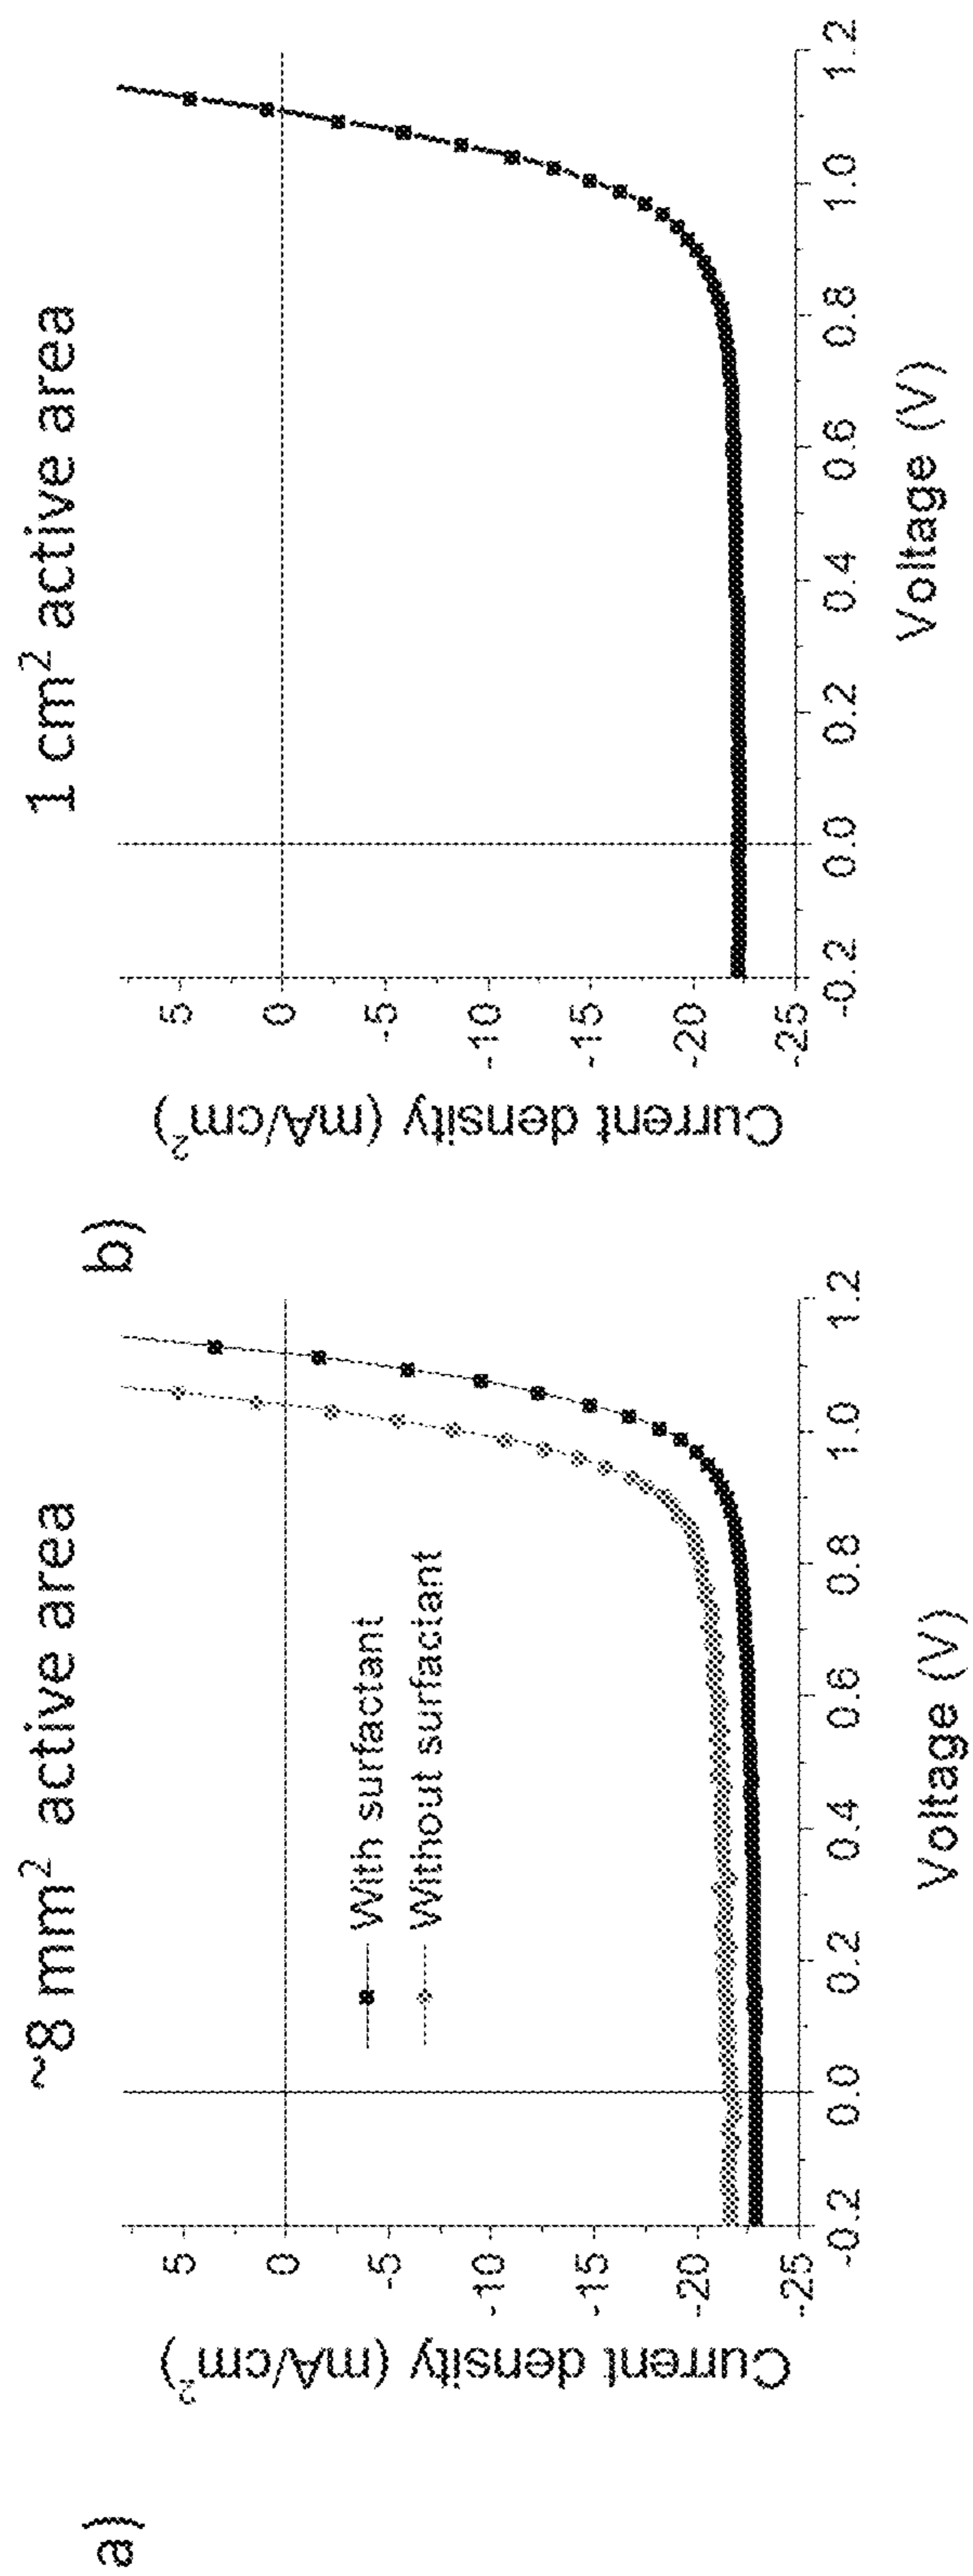 a)
~8 mm² active area
Current density (mA/cm²)
5
0
-5
-10
-15
-20
-25
With surfactant
Without surfactant
-0.2 0.0 0.2 0.4 0.6 0.8 1.0 1.2
Voltage (V)
b)
1 cm² active area
Current density (mA/cm²)
5
0
-5
-10
-15
-20
-25
-0.2 0.0 0.2 0.4 0.6 0.8 1.0 1.2
Voltage (V)